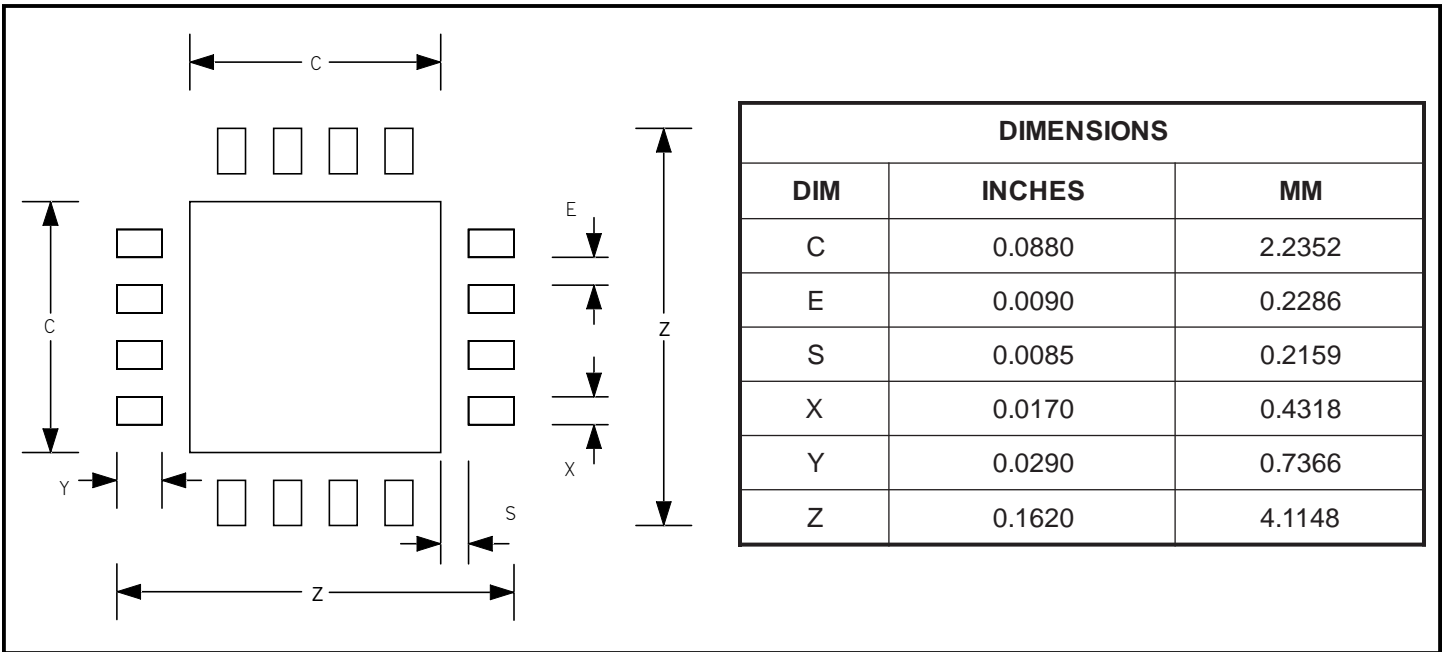 C
E
C
Z
X
Y
S
Z
DIMENSIONS
DIM INCHES MM
C 0.0880 2.2352
E 0.0090 0.2286
S 0.0085 0.2159
X 0.0170 0.4318
Y 0.0290 0.7366
Z 0.1620 4.1148